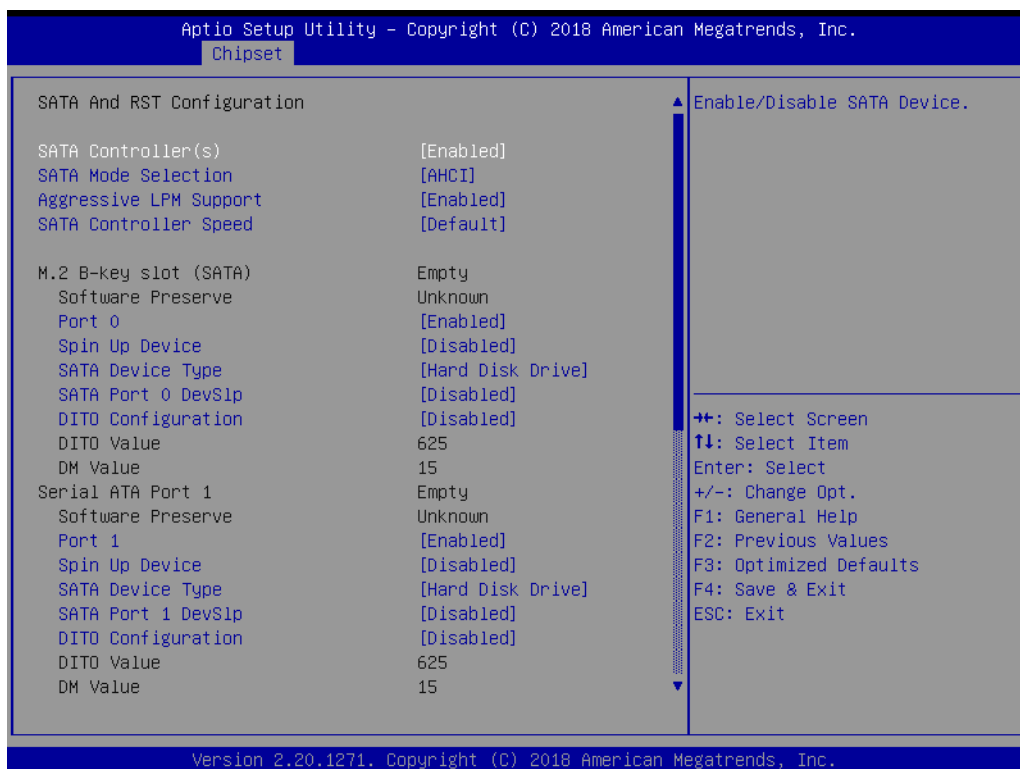 Aptio Setup Utility – Copyright (C) 2018 American Megatrends, Inc.
Chipset
SATA And RST Configuration
SATA Controller(s) [Enabled]
SATA Mode Selection [AHCI]
Aggressive LPM Support [Enabled]
SATA Controller Speed [Default]
M.2 B-key slot (SATA) Empty
Software Preserve Unknown
Port 0 [Enabled]
Spin Up Device [Disabled]
SATA Device Type [Hard Disk Drive]
SATA Port 0 DevSlp [Disabled]
DITO Configuration [Disabled]
DITO Value 625
DM Value 15
Serial ATA Port 1 Empty
Software Preserve Unknown
Port 1 [Enabled]
Spin Up Device [Disabled]
SATA Device Type [Hard Disk Drive]
SATA Port 1 DevSlp [Disabled]
DITO Configuration [Disabled]
DITO Value 625
DM Value 15
Enable/Disable SATA Device.
→←: Select Screen
↑↓: Select Item
Enter: Select
+/-: Change Opt.
F1: General Help
F2: Previous Values
F3: Optimized Defaults
F4: Save & Exit
ESC: Exit
Version 2.20.1271. Copyright (C) 2018 American Megatrends, Inc.